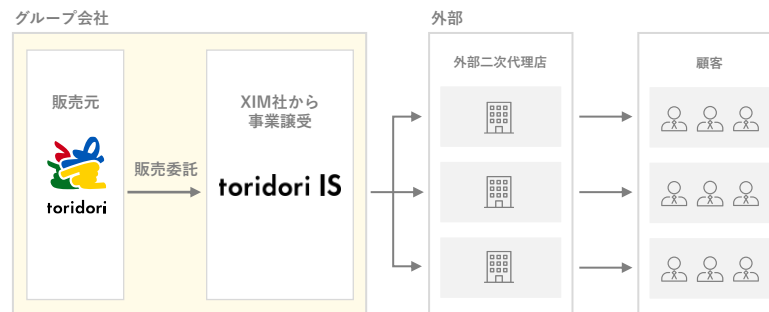 グループ会社
外部
販売元
toridori
販売委託
XIM社から
事業譲受
toridori IS
外部二次代理店
顧客